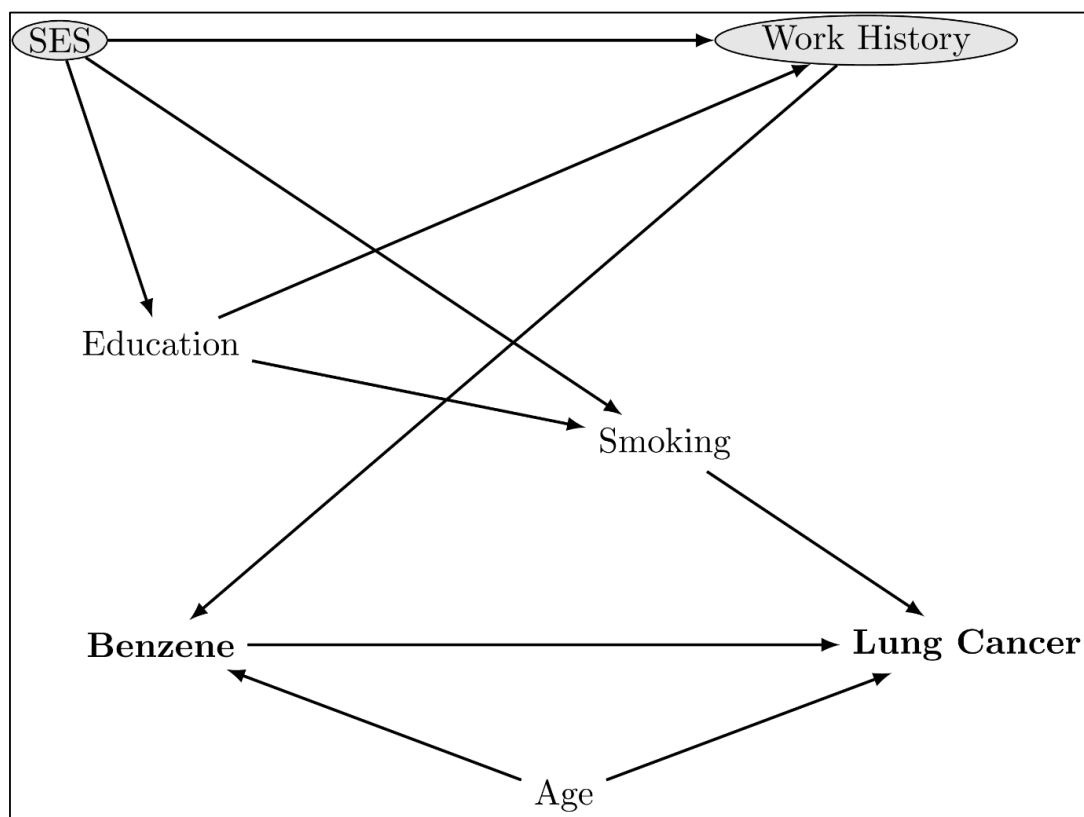 SES
Work History
Education
Smoking
Benzene
Lung Cancer
Age